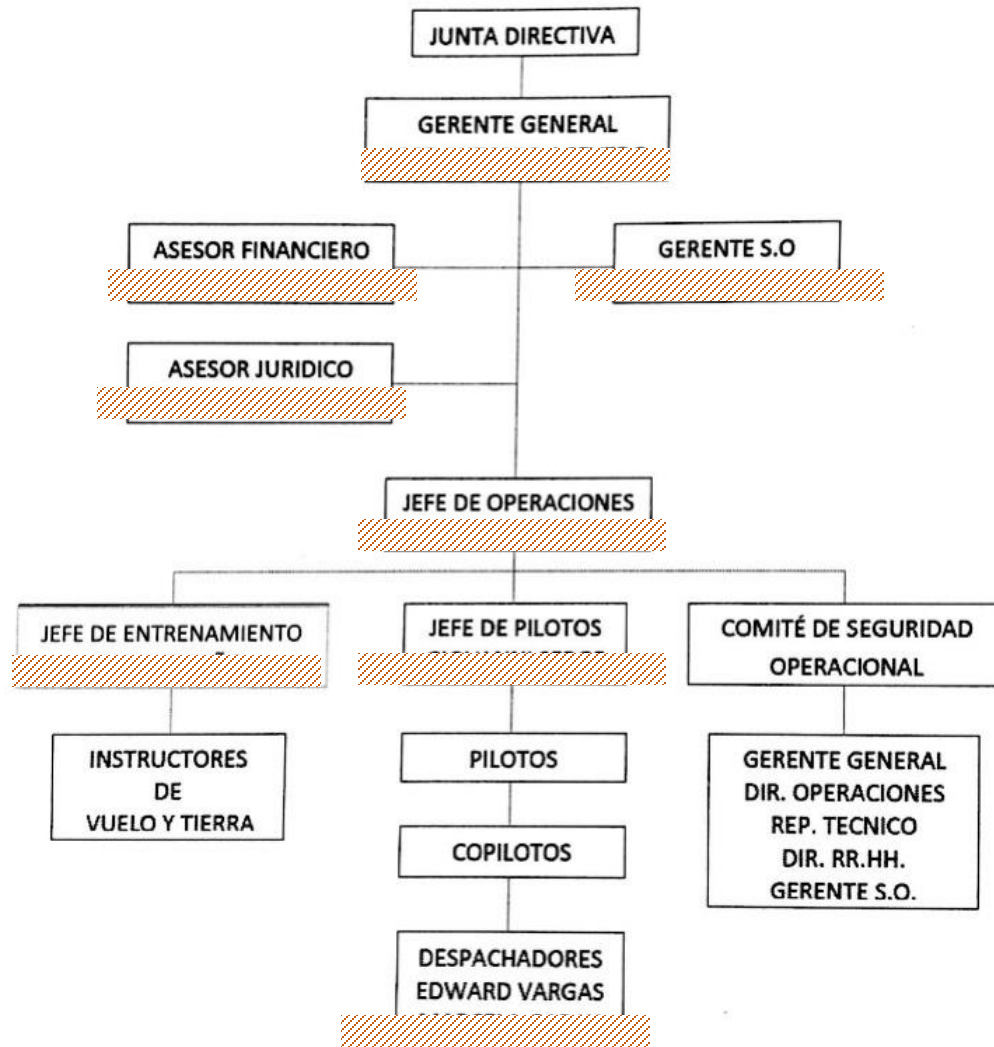 JUNTA DIRECTIVA
GERENTE GENERAL
ASESOR FINANCIERO
GERENTE S.O
ASESOR JURIDICO
JEFE DE OPERACIONES
JEFE DE ENTRENAMIENTO
JEFE DE PILOTOS
COMITÉ DE SEGURIDAD
OPERACIONAL
INSTRUCTORES
DE
VUELO Y TIERRA
PILOTOS
GERENTE GENERAL
DIR. OPERACIONES
REP. TECNICO
DIR. RR.HH.
GERENTE S.O.
COPILOTOS
DESPACHADORES
EDWARD VARGAS